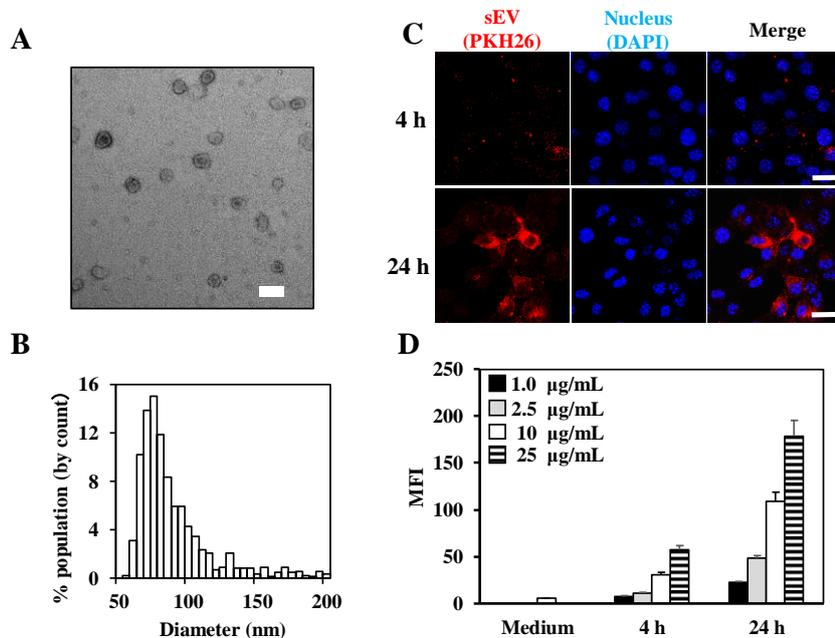 A
C
sEV
(PKH26)
Nucleus
(DAPI)
Merge
4 h
24 h
B
% population (by count)
16
12
8
4
0
50
100
150
200
Diameter (nm)
D
MFI
250
200
150
100
50
0
1.0 µg/mL
2.5 µg/mL
10 µg/mL
25 µg/mL
Medium
4 h
24 h